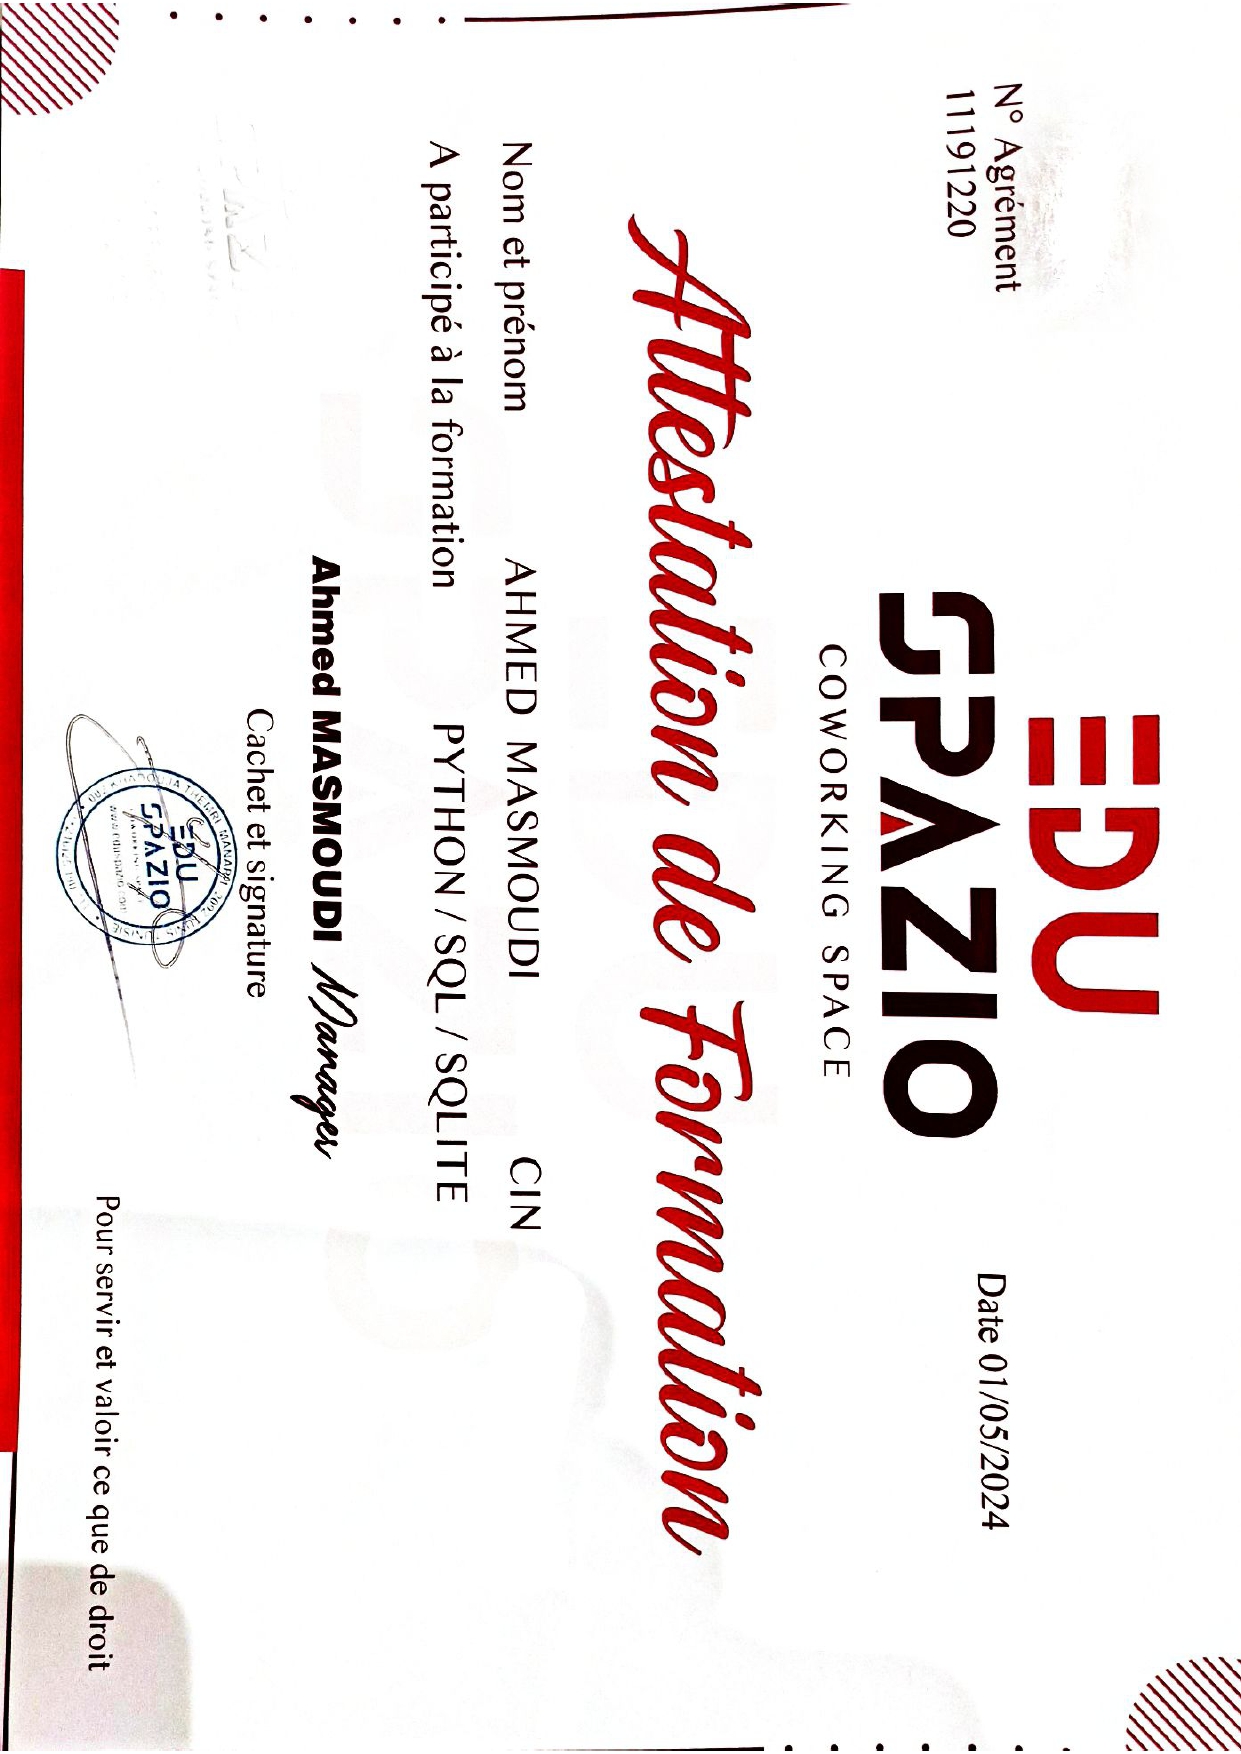 N° Agrément
11191220
EDU
SPAZIO
COWORKING SPACE
Date 01/05/2024
Attestation de Formation
Nom et prénom AHMED MASMOUDI CIN
A participé à la formation PYTHON / SQL / SQLITE
Ahmed MASMOUDI Manager
Cachet et signature
EDU
SPAZIO
Pour servir et valoir ce que de droit